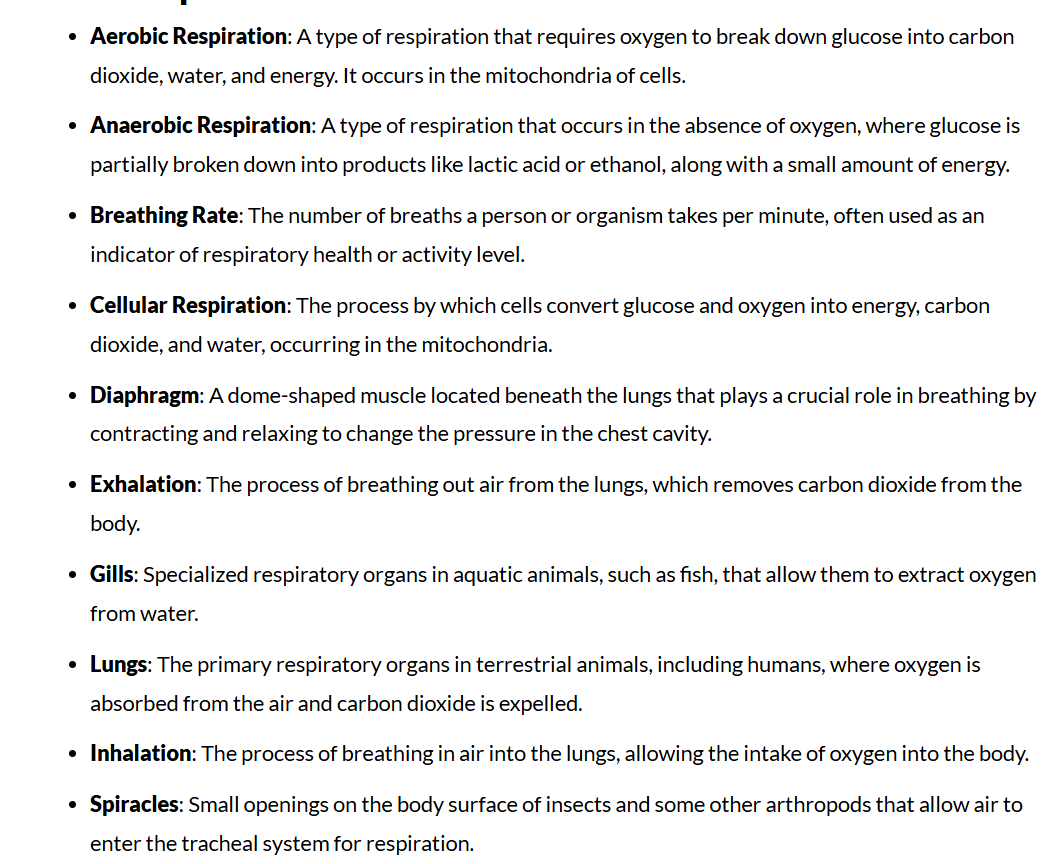 • Aerobic Respiration: A type of respiration that requires oxygen to break down glucose into carbon
dioxide, water, and energy. It occurs in the mitochondria of cells.
• Anaerobic Respiration: A type of respiration that occurs in the absence of oxygen, where glucose is
partially broken down into products like lactic acid or ethanol, along with a small amount of energy.
• Breathing Rate: The number of breaths a person or organism takes per minute, often used as an
indicator of respiratory health or activity level.
• Cellular Respiration: The process by which cells convert glucose and oxygen into energy, carbon
dioxide, and water, occurring in the mitochondria.
• Diaphragm: A dome-shaped muscle located beneath the lungs that plays a crucial role in breathing by
contracting and relaxing to change the pressure in the chest cavity.
• Exhalation: The process of breathing out air from the lungs, which removes carbon dioxide from the
body.
• Gills: Specialized respiratory organs in aquatic animals, such as fish, that allow them to extract oxygen
from water.
• Lungs: The primary respiratory organs in terrestrial animals, including humans, where oxygen is
absorbed from the air and carbon dioxide is expelled.
• Inhalation: The process of breathing in air into the lungs, allowing the intake of oxygen into the body.
• Spiracles: Small openings on the body surface of insects and some other arthropods that allow air to
enter the tracheal system for respiration.